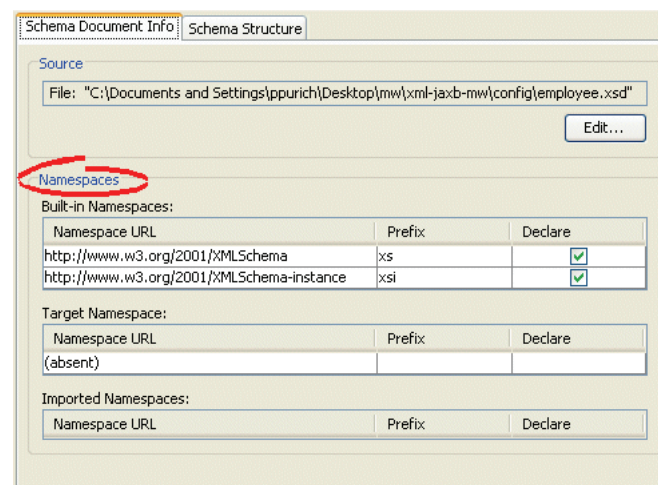 Schema Document Info Schema Structure
Source
File: "C:\Documents and Settings\ppurich\Desktop\mw\xml-jaxb-mw\config\employee.xsd"
Edit...
Namespaces
Built-in Namespaces:
Namespace URL Prefix Declare
http://www.w3.org/2001/XMLSchema xs
http://www.w3.org/2001/XMLSchema-instance xsi
Target Namespace:
Namespace URL Prefix Declare
(absent)
Imported Namespaces:
Namespace URL Prefix Declare